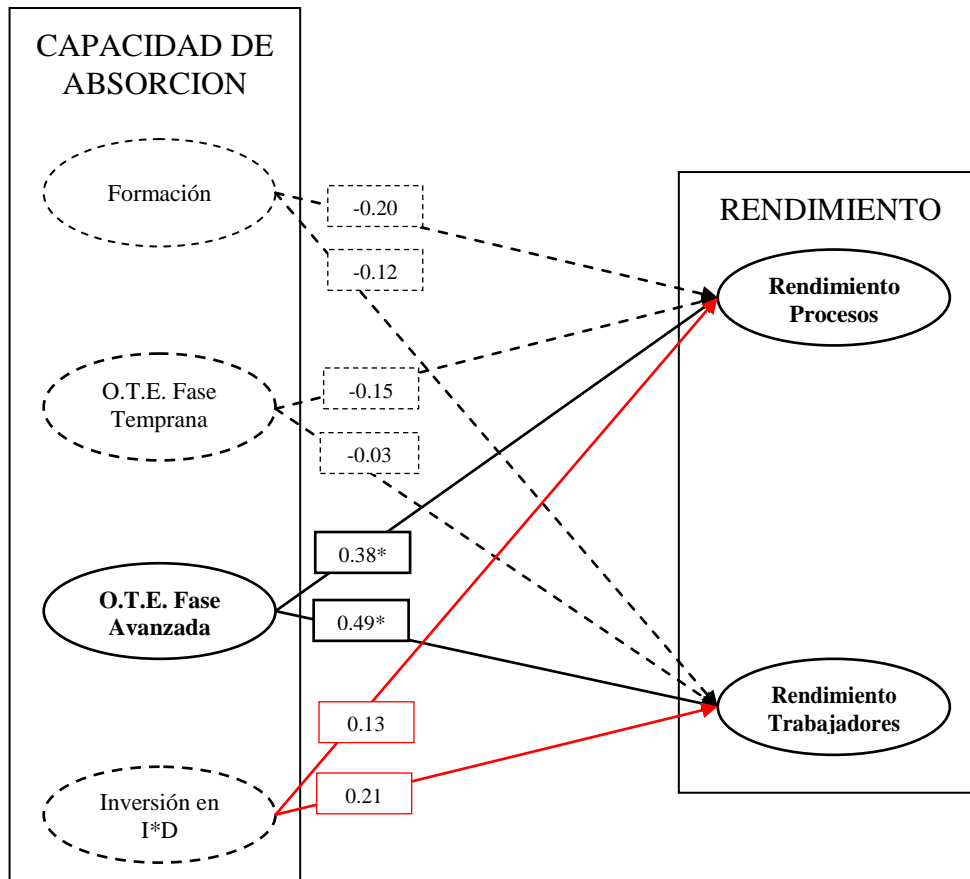 CAPACIDAD DE
ABSORCION
Formación
-0.20
-0.12
RENDIMIENTO
Rendimiento
Procesos
O.T.E. Fase
Temprana
-0.15
-0.03
O.T.E. Fase
Avanzada
0.38*
0.49*
Rendimiento
Trabajadores
Inversión en
I*D
0.13
0.21